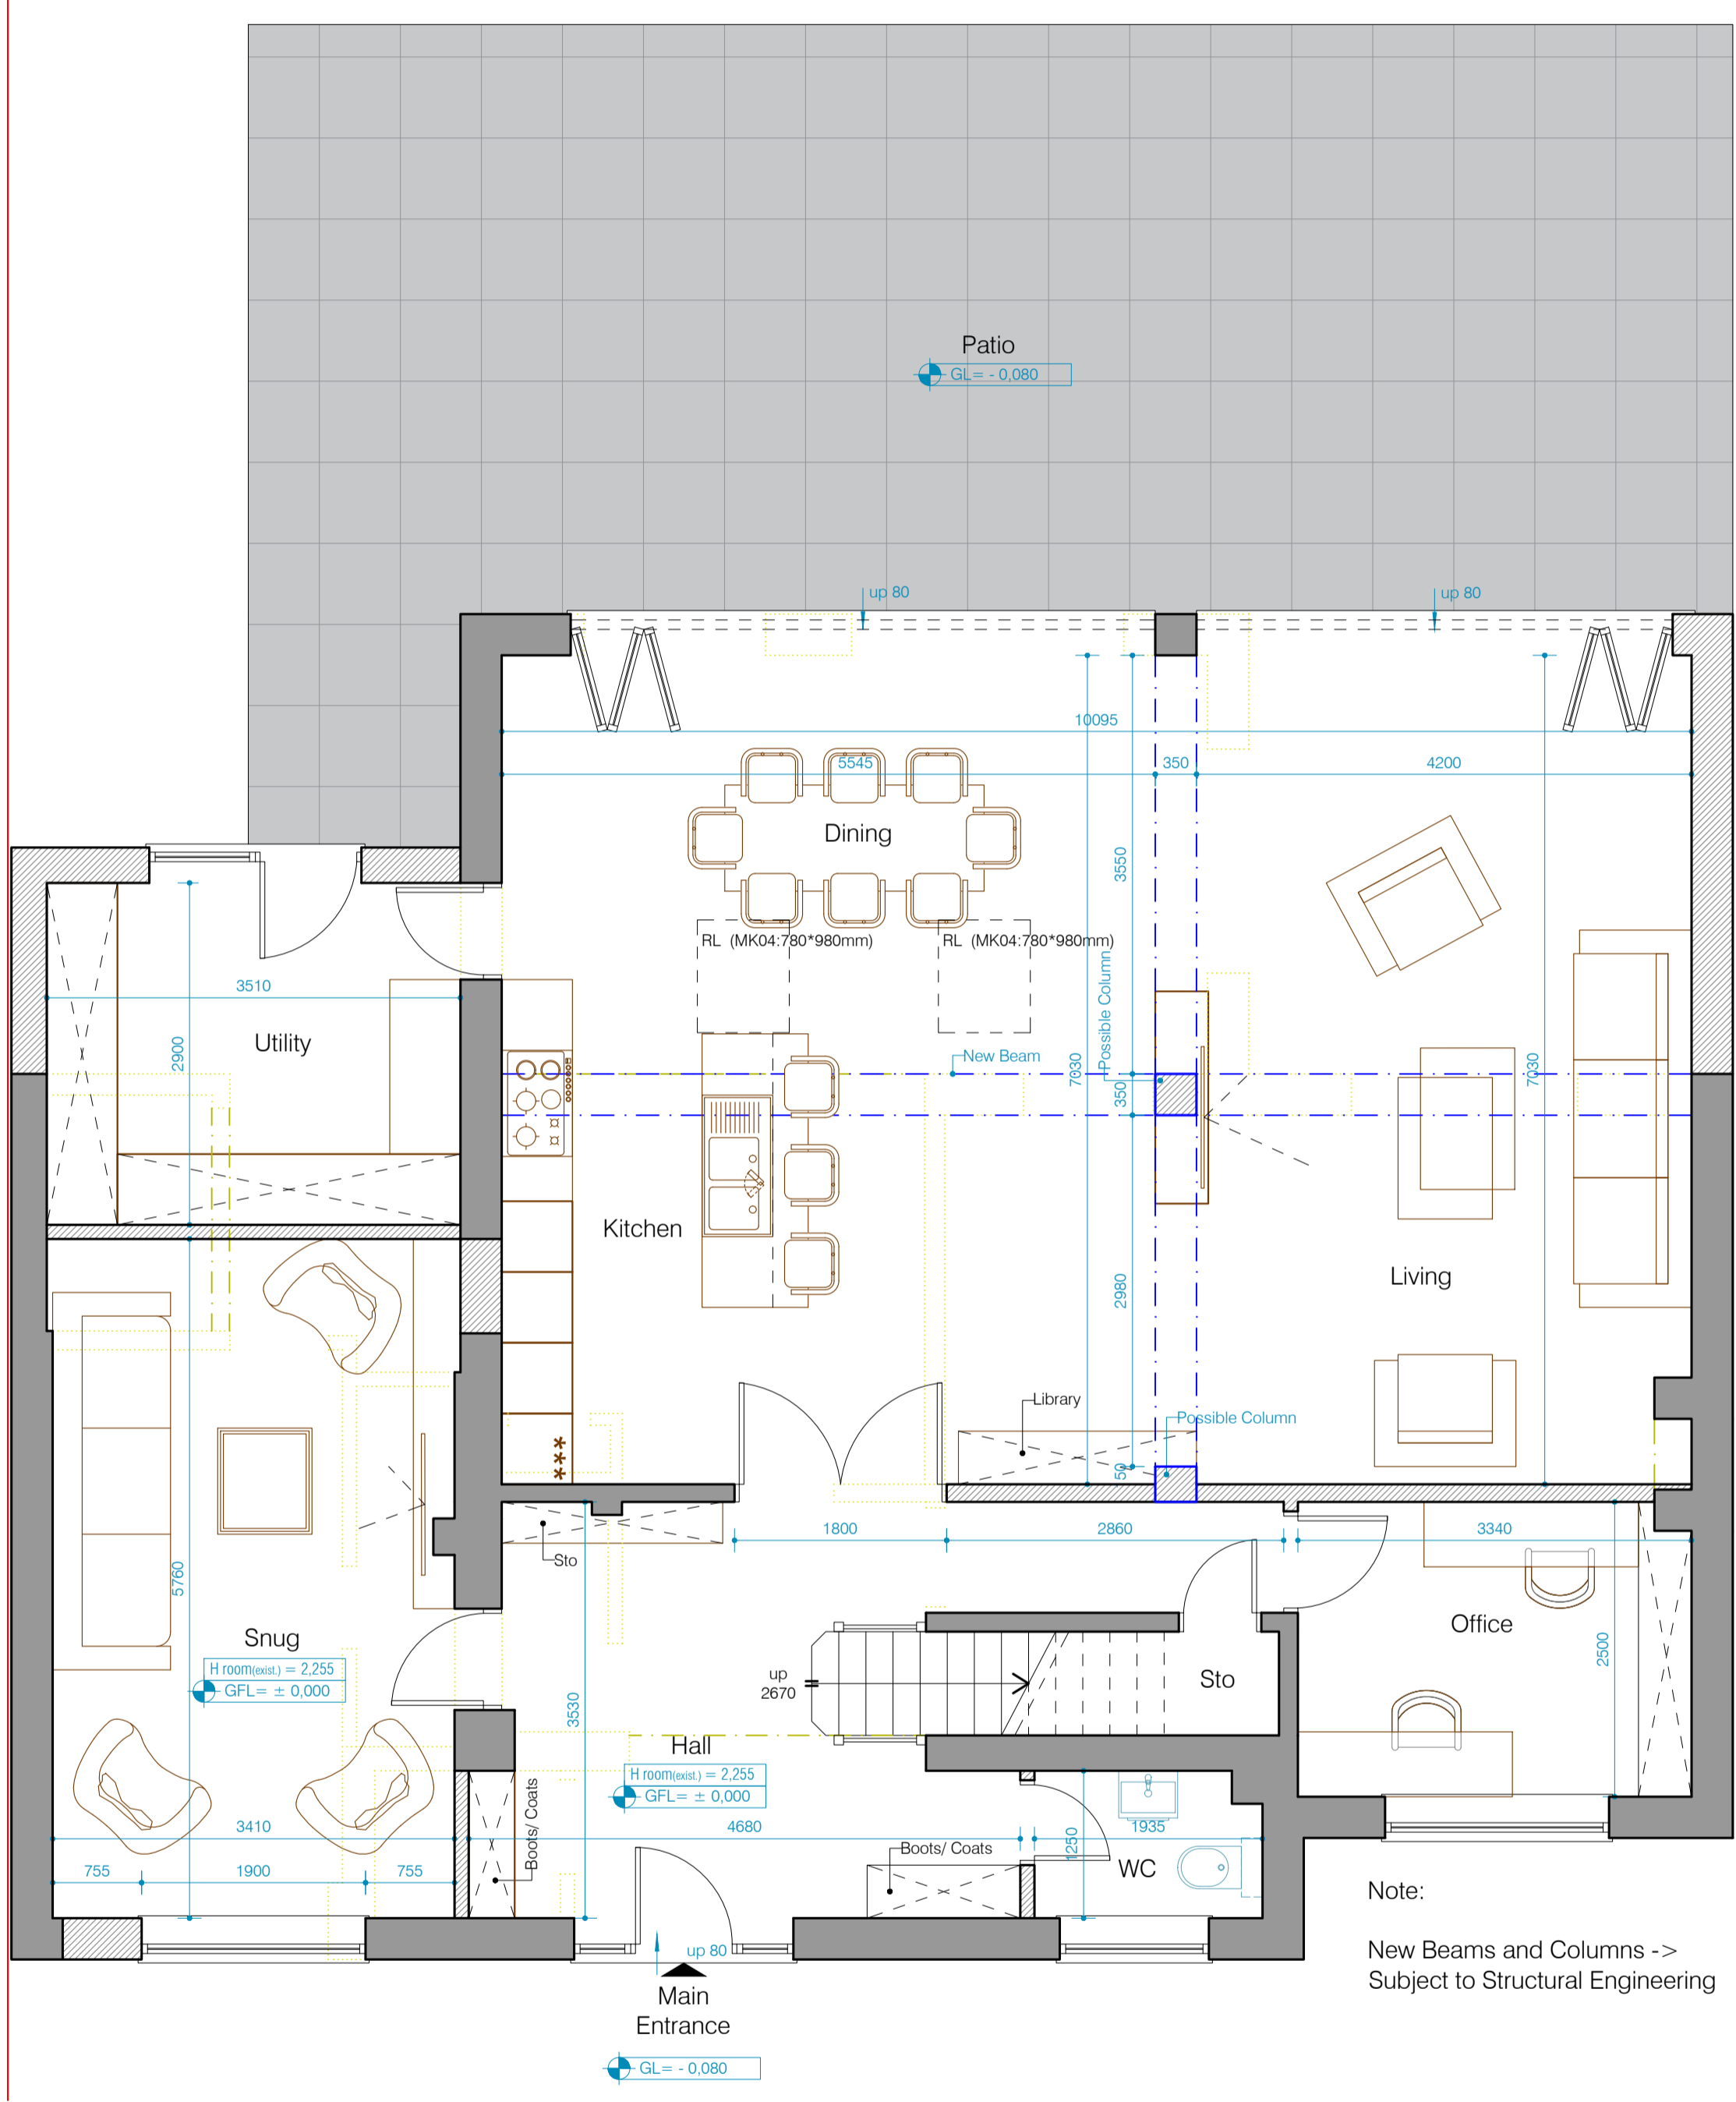 Patio
GL= - 0,080
up 80
up 80
10095
5545
350
4200
Dining
3550
RL (MK04:780*980mm)
RL (MK04:780*980mm)
Possible Column
3510
Utility
2900
New Beam
7030
350
7030
Kitchen
2980
Living
Library
Possible Column
50
***
Sto
1800
2860
3340
5760
Snug
H room(exist.) = 2,255
GFL= ± 0,000
up
2670
Sto
Office
2500
3530
Hall
H room(exist.) = 2,255
GFL= ± 0,000
Boots/ Coats
3410
4680
1935
1250
755
1900
755
Boots/ Coats
WC
up 80
Main
Entrance
GL= - 0,080
Note:
New Beams and Columns ->
Subject to Structural Engineering